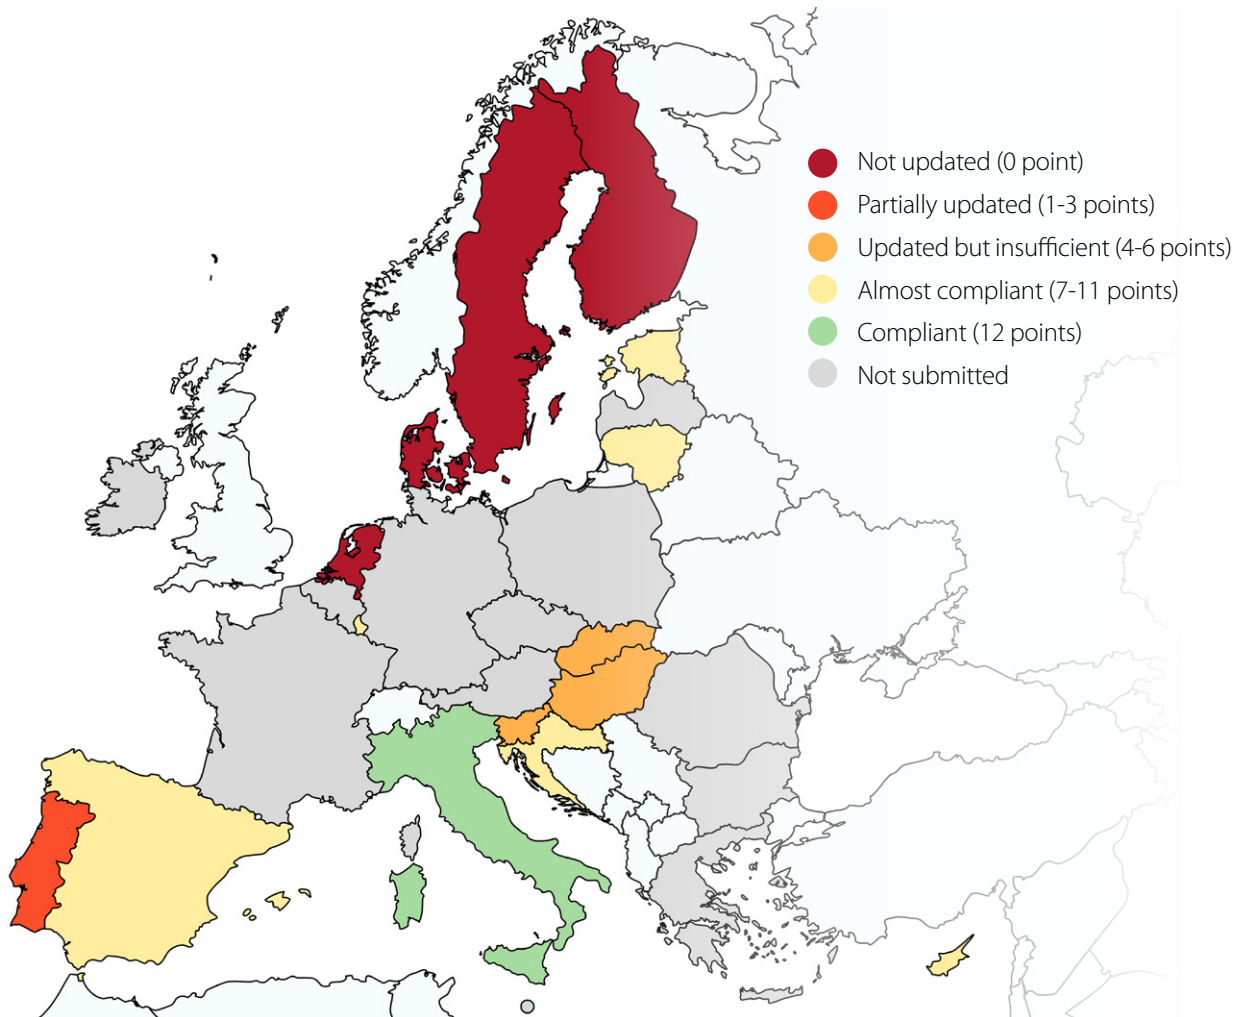 Not updated (0 point)
Partially updated (1-3 points)
Updated but insufficient (4-6 points)
Almost compliant (7-11 points)
Compliant (12 points)
Not submitted